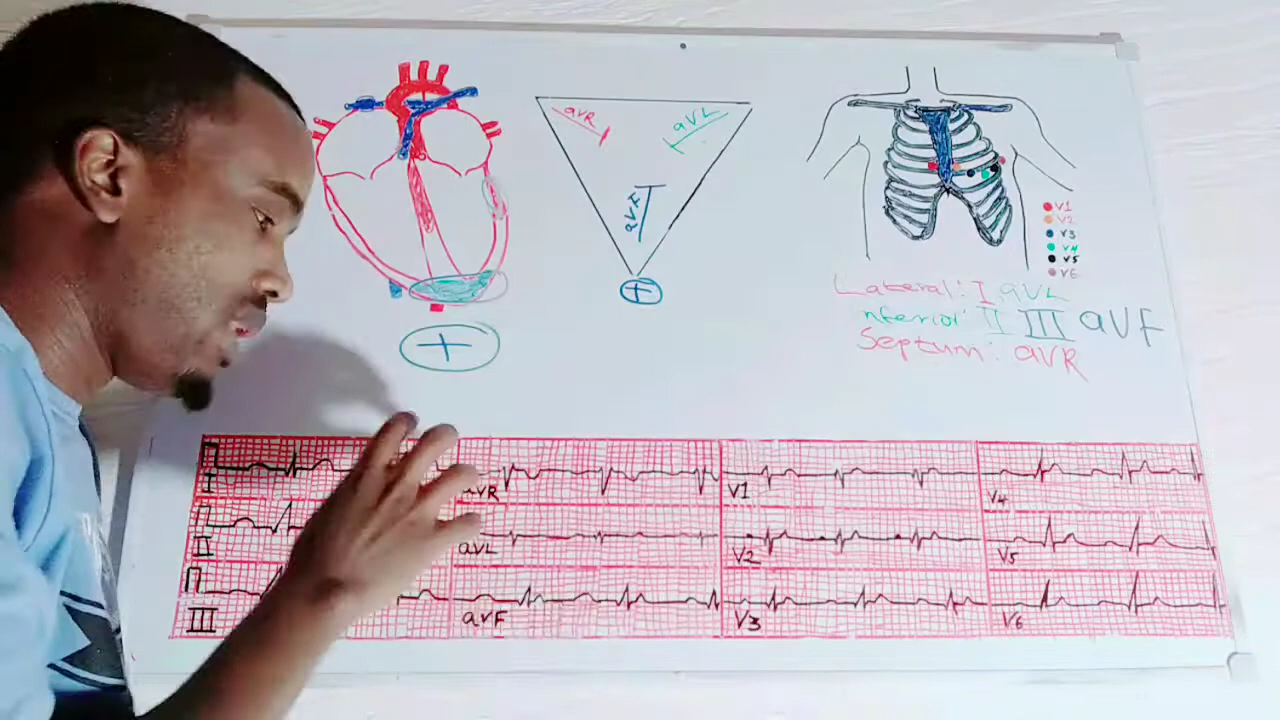 aVR
aVL
aVF
+
+
V1
V2
V3
V4
V5
V6
Lateral: I aVL
nferior: II III aVF
Septum: aVR
I
aVR
V1
V4
II
aVL
V2
V5
III
aVF
V3
V6